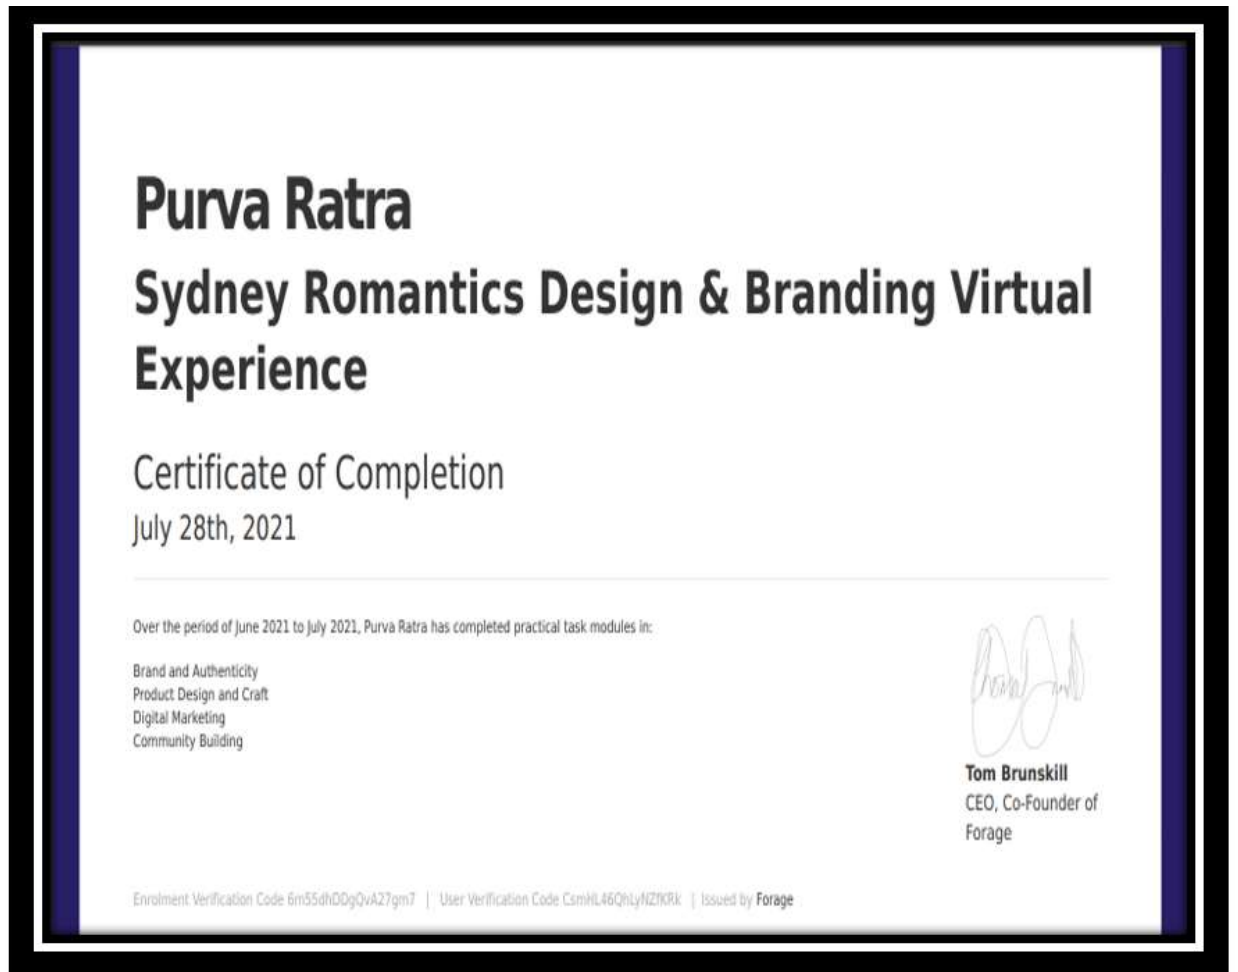 Purva Ratra
Sydney Romantics Design & Branding Virtual
Experience
Certificate of Completion
July 28th, 2021
Over the period of June 2021 to July 2021, Purva Ratra has completed practical task modules in:
Brand and Authenticity
Product Design and Craft
Digital Marketing
Community Building
Tom Brunskill
CEO, Co-Founder of
Forage
Enrolment Verification Code | User Verification Code | Issued by Forage